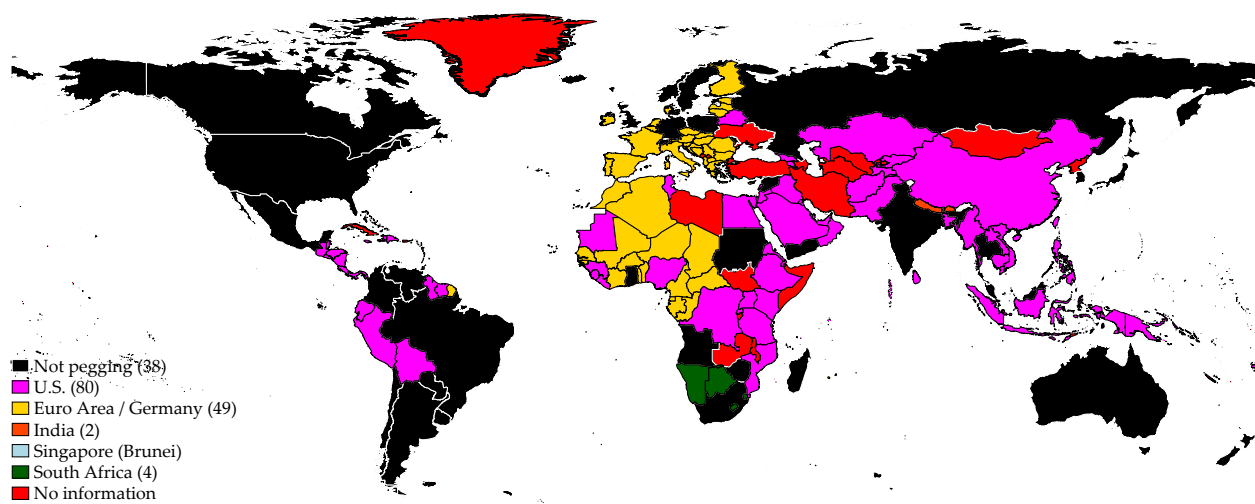 Not pegging (38)
U.S. (80)
Euro Area / Germany (49)
India (2)
Singapore (Brunei)
South Africa (4)
No information